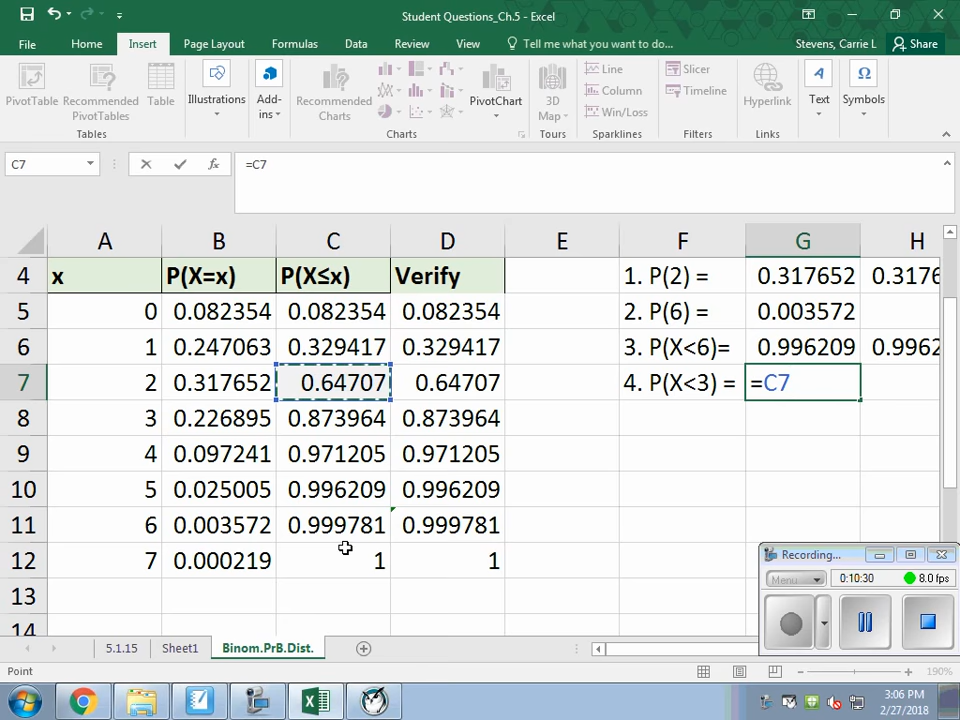 Student Questions_Ch.5 - Excel
File Home Insert Page Layout Formulas Data Review View Tell me what you want to do... Stevens, Carrie L Share
PivotTable Recommended PivotTables Table Illustrations Add-ins Recommended Charts PivotChart 3D Map Line Column Win/Loss Slicer Timeline Hyperlink Text Symbols
Tables Charts Tours Sparklines Filters Links
C7 fx =C7
A B C D E F G H
4 x P(X=x) P(X≤x) Verify 1. P(2) = 0.317652 0.3176
5 0 0.082354 0.082354 0.082354 2. P(6) = 0.003572
6 1 0.247063 0.329417 0.329417 3. P(X<6)= 0.996209 0.9962
7 2 0.317652 0.64707 0.64707 4. P(X<3) = =C7
8 3 0.226895 0.873964 0.873964
9 4 0.097241 0.971205 0.971205
10 5 0.025005 0.996209 0.996209
11 6 0.003572 0.999781 0.999781
12 7 0.000219 1 1
13
14
Recording...
Menu 0:10:30 8.0 fps
5.1.15 Sheet1 Binom.PrB.Dist.
Point 190%
3:06 PM
2/27/2018